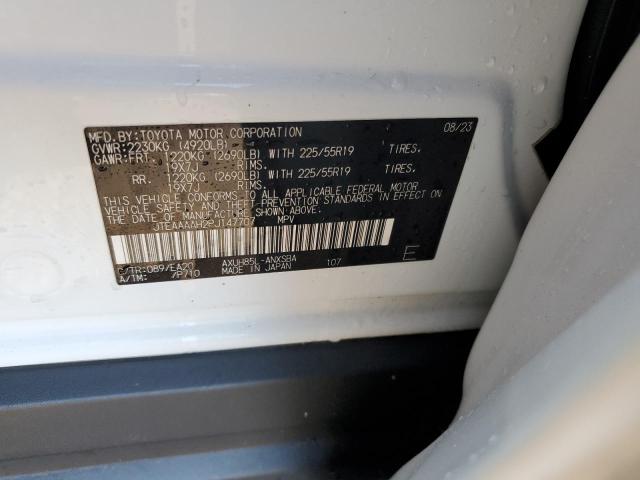 MFD.BY:TOYOTA MOTOR CORPORATION 08/23
GVWR:2230KG (4920LB)
GAWR:FRT. 1220KG (2690LB) WITH 225/55R19 TIRES.
19X7J RIMS.
RR. 1220KG (2690LB) WITH 225/55R19 TIRES.
19X7J RIMS.
THIS VEHICLE CONFORMS TO ALL APPLICABLE FEDERAL MOTOR
VEHICLE SAFETY AND THEFT PREVENTION STANDARDS IN EFFECT ON
THE DATE OF MANUFACTURE SHOWN ABOVE.
JTEAAAAH2RJ147707 MPV
C/TR:089/EA20 AXUH85L-ANXSBA
A/TM: /P710 MADE IN JAPAN 107 E